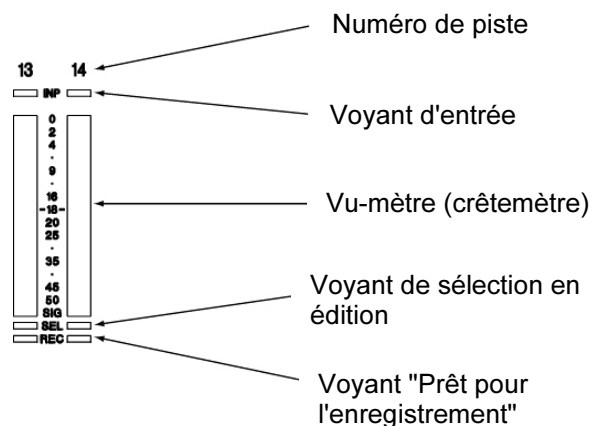 Numéro de piste
13 14
INP
Voyant d'entrée
0
2
4
.
9
.
16
-18-
20
25
.
35
.
45
50
SIG
SEL
REC
Vu-mètre (crêtemètre)
Voyant de sélection en
édition
Voyant "Prêt pour
l'enregistrement"